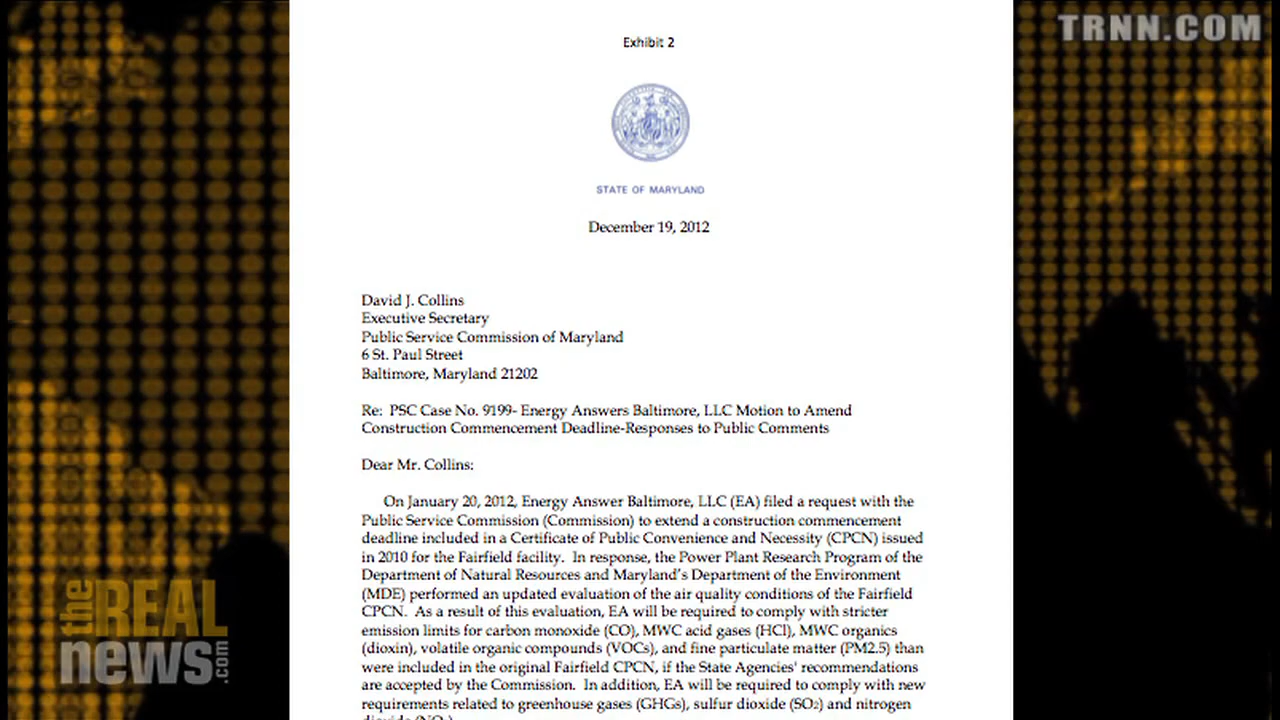 TRNN.COM
Exhibit 2
STATE OF MARYLAND
December 19, 2012
David J. Collins
Executive Secretary
Public Service Commission of Maryland
6 St. Paul Street
Baltimore, Maryland 21202
Re: PSC Case No. 9199- Energy Answers Baltimore, LLC Motion to Amend
Construction Commencement Deadline-Responses to Public Comments
Dear Mr. Collins:
On January 20, 2012, Energy Answer Baltimore, LLC (EA) filed a request with the
Public Service Commission (Commission) to extend a construction commencement
deadline included in a Certificate of Public Convenience and Necessity (CPCN) issued
in 2010 for the Fairfield facility. In response, the Power Plant Research Program of the
Department of Natural Resources and Maryland's Department of the Environment
(MDE) performed an updated evaluation of the air quality conditions of the Fairfield
CPCN. As a result of this evaluation, EA will be required to comply with stricter
emission limits for carbon monoxide (CO), MWC acid gases (HCl), MWC organics
(dioxin), volatile organic compounds (VOCs), and fine particulate matter (PM2.5) than
were included in the original Fairfield CPCN, if the State Agencies' recommendations
are accepted by the Commission. In addition, EA will be required to comply with new
requirements related to greenhouse gases (GHGs), sulfur dioxide (SO2) and nitrogen
dioxide (NO2).
the REAL
news.com